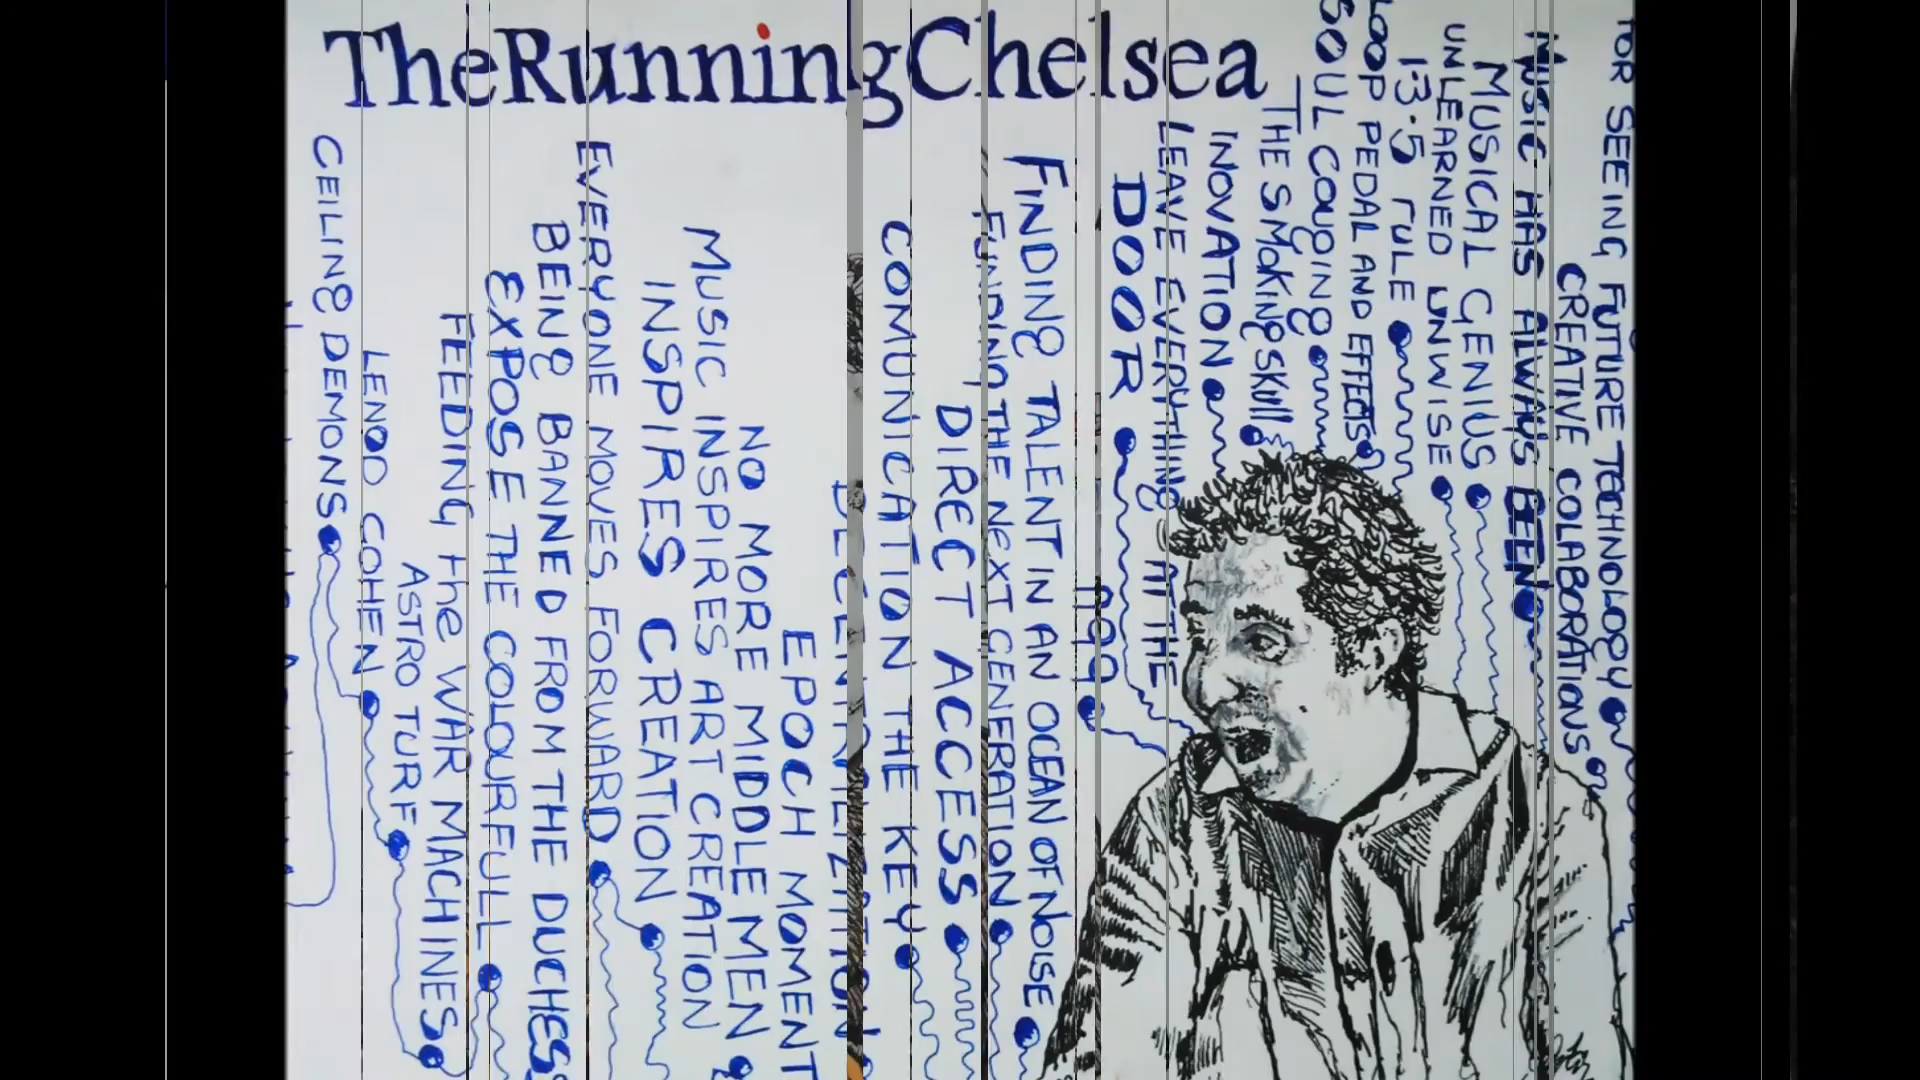 TheRunningChelsea
CEILING DEMONS
LENOD COHEN
ASTRO TURF
FEEDING the WAR MACHINES
EXPOSE THE COLOURFULL
BEING BANNED FROM THE DUCHESS
EVERYONE MOVES FORWARD
INSPIRES CREATION
MUSIC INSPIRES ART CREATION
NO MORE MIDDLE MEN
EPOCH MOMENT
DECENTRALIZATION
COMUNICATION THE KEY
DIRECT ACCESS
FUNDING THE NEXT GENERATION
FINDING TALENT IN AN OCEAN OF NOISE
DOOR
LEAVE EVERYTHING AT THE
INOVATION
THE SMOKING SKULL
SOUL COUGING
LOOP PEDAL AND EFFECTS
13.5 rULE
UNLEARNED UNWISE
MUSICAL GENIUS
MUSIC HAS ALWAYS BEEN
CREATIVE COLABORATIONS
FOR SEEING FUTURE TECHNOLOGY